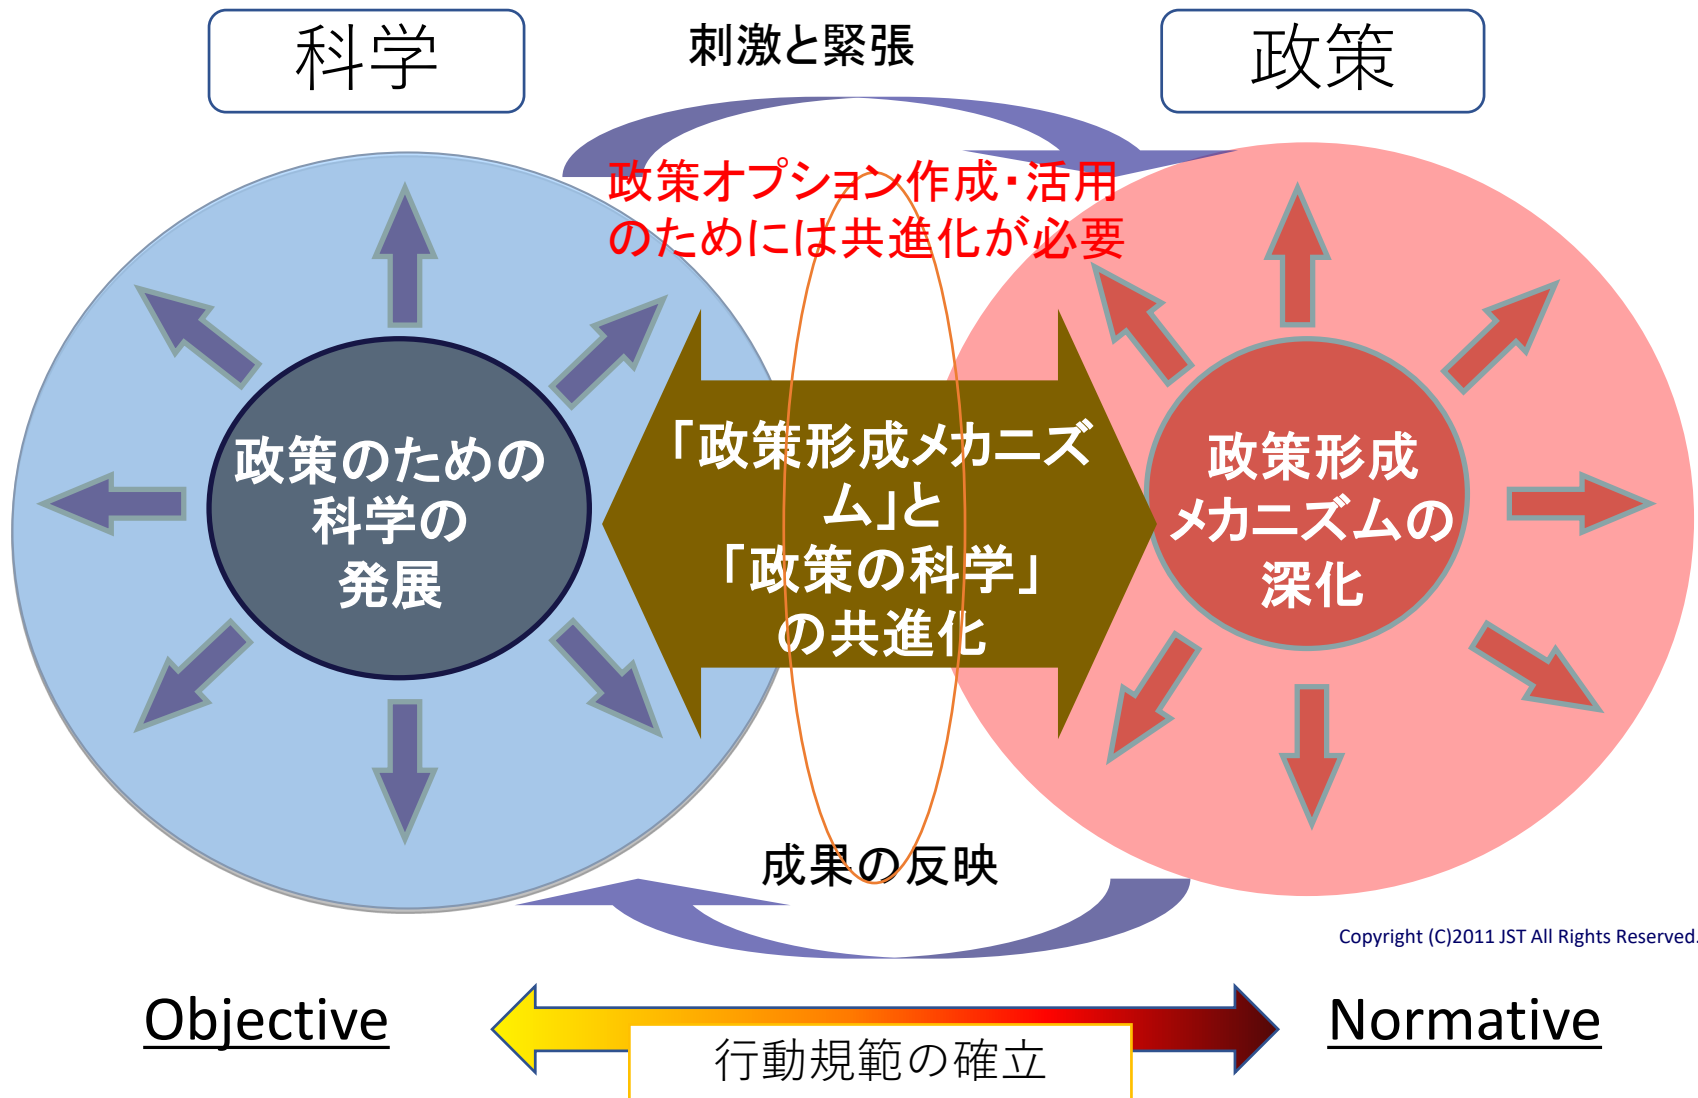 科学
刺激と緊張
政策
政策オプション作成・活用
のためには共進化が必要
政策のための
科学の
発展
「政策形成メカニズ
ム」と
「政策の科学」
の共進化
政策形成
メカニズムの
深化
成果の反映
Copyright (C)2011 JST All Rights Reserved.
Objective
行動規範の確立
Normative